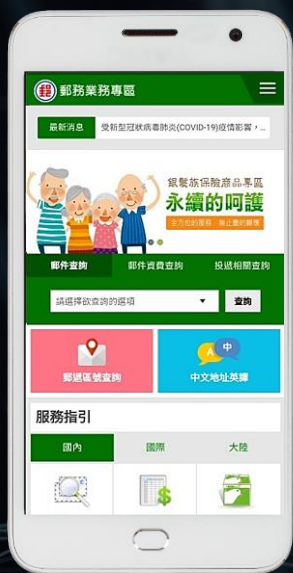 郵
郵務業務專區
最新消息
受新型冠狀病毒肺炎(COVID-19)疫情影響，...
銀髮族保險商品專區
永續的呵護
郵件查詢
郵件資費查詢
投遞相關查詢
請選擇欲查詢的選項
查詢
A 中
郵遞區號查詢
中文地址英譯
服務指引
國內
國際
大陸